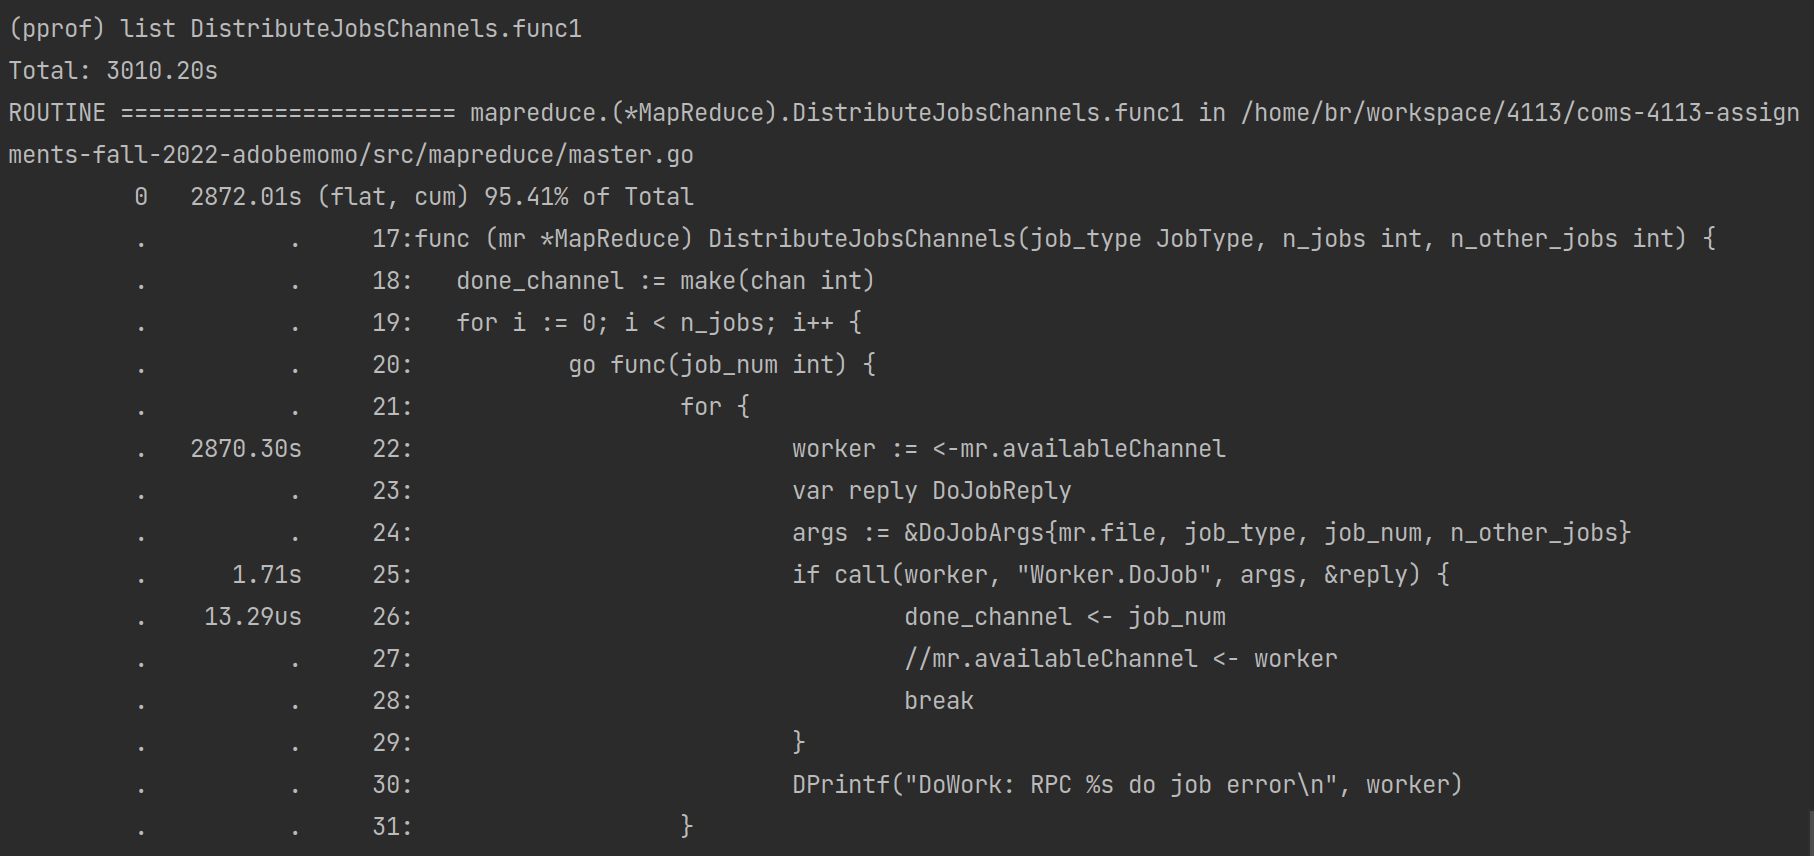 (pprof) list DistributeJobsChannels.func1
Total: 3010.20s
ROUTINE ======================== mapreduce.(*MapReduce).DistributeJobsChannels.func1 in /home/br/workspace/4113/coms-4113-assign
ments-fall-2022-adobemomo/src/mapreduce/master.go
         0   2872.01s (flat, cum) 95.41% of Total
         .          .     17:func (mr *MapReduce) DistributeJobsChannels(job_type JobType, n_jobs int, n_other_jobs int) {
         .          .     18:   done_channel := make(chan int)
         .          .     19:   for i := 0; i < n_jobs; i++ {
         .          .     20:           go func(job_num int) {
         .          .     21:                   for {
         .   2870.30s     22:                           worker := <-mr.availableChannel
         .          .     23:                           var reply DoJobReply
         .          .     24:                           args := &DoJobArgs{mr.file, job_type, job_num, n_other_jobs}
         .      1.71s     25:                           if call(worker, "Worker.DoJob", args, &reply) {
         .    13.29us     26:                                   done_channel <- job_num
         .          .     27:                                   //mr.availableChannel <- worker
         .          .     28:                                   break
         .          .     29:                           }
         .          .     30:                           DPrintf("DoWork: RPC %s do job error\n", worker)
         .          .     31:                   }